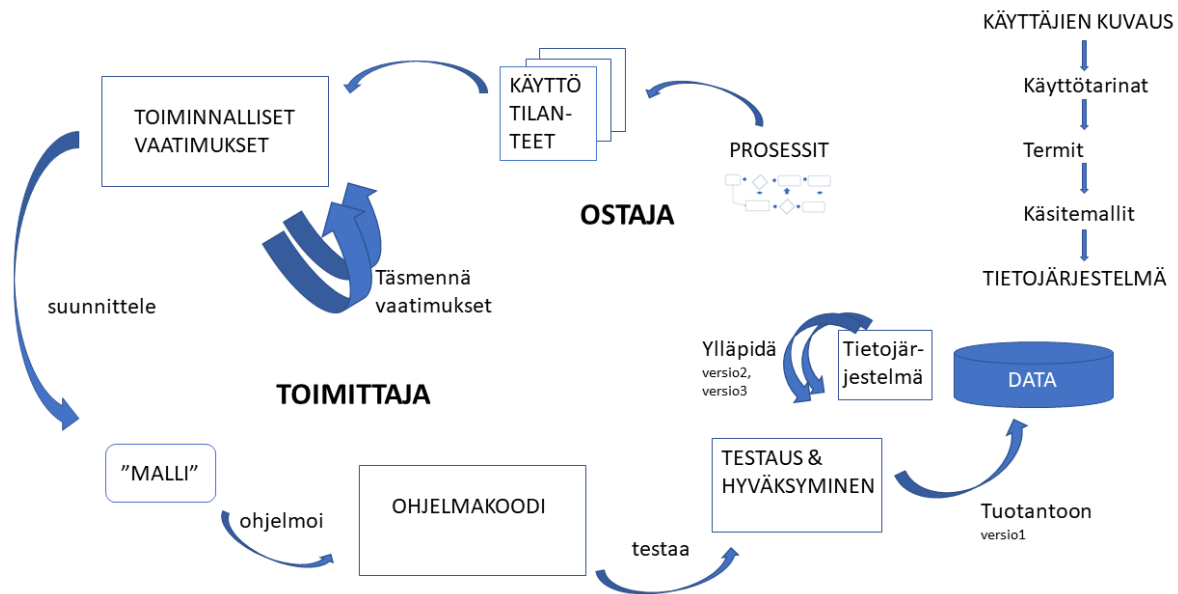 KÄYTTÄJIEN KUVAUS
Käyttötarinat
Termit
Käsitemallit
TIETOJÄRJESTELMÄ
PROSESSIT
KÄYTTÖ
TILAN-
TEET
TOIMINNALLISET
VAATIMUKSET
OSTAJA
Täsmennä
vaatimukset
suunnittele
TOIMITTAJA
”MALLI”
ohjelmoi
OHJELMAKOODI
testaa
TESTAUS &
HYVÄKSYMINEN
Tuotantoon
versio1
DATA
Tietojär-
jestelmä
Ylläpidä
versio2,
versio3